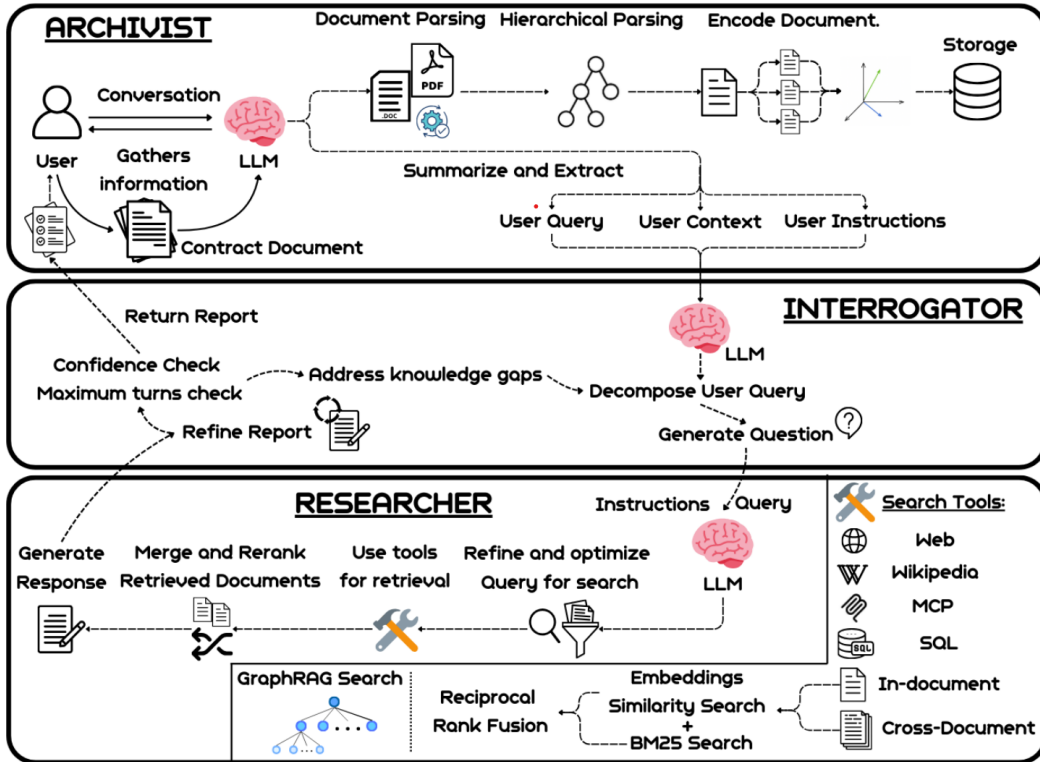 ARCHIVIST
Document Parsing
Hierarchical Parsing
Encode Document.
Storage
PDF
.DOC
Conversation
User
LLM
Gathers
information
Contract Document
Summarize and Extract
User Query
User Context
User Instructions
INTERROGATOR
Return Report
LLM
Confidence Check
Maximum turns check
Address knowledge gaps
Decompose User Query
Refine Report
Generate Question
?
RESEARCHER
Instructions
Query
LLM
Generate
Response
Merge and Rerank
Retrieved Documents
Use tools
for retrieval
Refine and optimize
Query for search
Search Tools:
Web
W
Wikipedia
MCP
SQL
SQL
In-document
Cross-Document
GraphRAG Search
Reciprocal
Rank Fusion
Embeddings
Similarity Search
+
BM25 Search